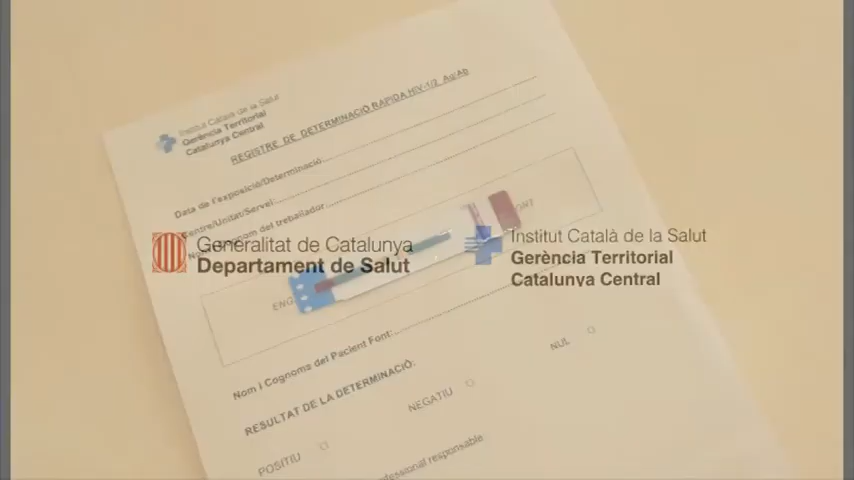 Institut Català de la Salut
Gerència Territorial
Catalunya Central
REGISTRE DE DETERMINACIÓ RAPIDA HIV-1/2 Ag/Ab
Data de l'exposició/Determinació:
Centre/Unitat/Servei:
Nom i Cognom del treballador
Generalitat de Catalunya
Departament de Salut
Institut Català de la Salut
Gerència Territorial
Catalunya Central
Nom i Cognoms del Pacient Font:
RESULTAT DE LA DETERMINACIÓ:
POSITIU NEGATIU NUL
professional responsable